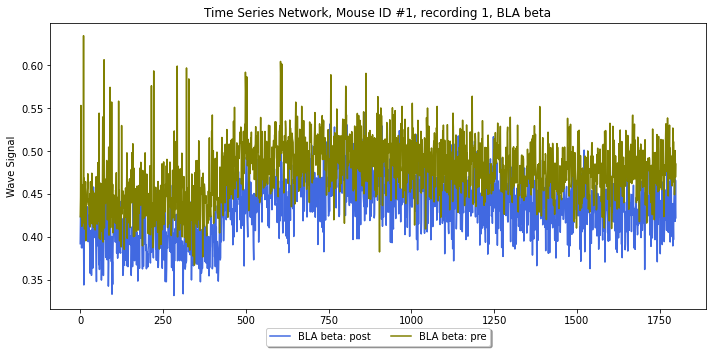 Time Series Network, Mouse ID #1, recording 1, BLA beta
Wave Signal
0.60
0.55
0.50
0.45
0.40
0.35
0 250 500 750 1000 1250 1500 1750
BLA beta: post BLA beta: pre